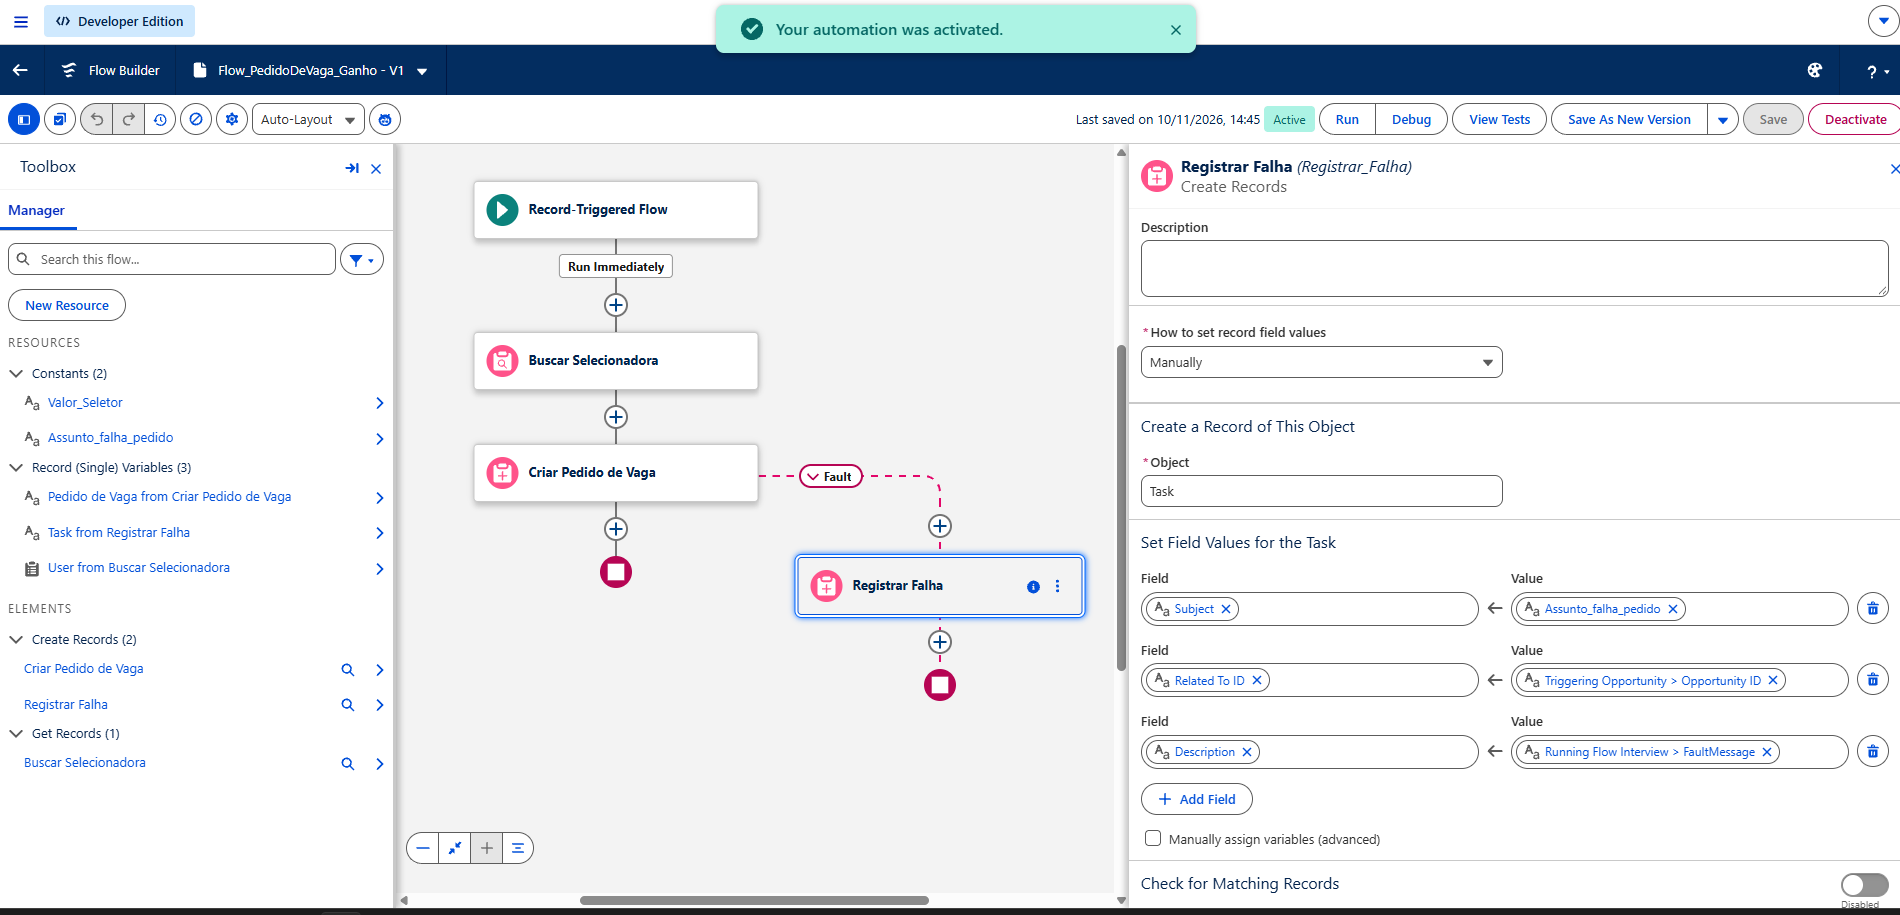 Developer Edition
Your automation was activated.
Flow Builder
Flow_PedidoDeVaga_Ganho - V1
?
Auto-Layout
Last saved on 10/11/2026, 14:45
Active
Run
Debug
View Tests
Save As New Version
Save
Deactivate
Toolbox
Manager
Search this flow...
New Resource
RESOURCES
Constants (2)
Valor_Seletor
Assunto_falha_pedido
Record (Single) Variables (3)
Pedido de Vaga from Criar Pedido de Vaga
Task from Registrar Falha
User from Buscar Selecionadora
ELEMENTS
Create Records (2)
Criar Pedido de Vaga
Registrar Falha
Get Records (1)
Buscar Selecionadora
Record-Triggered Flow
Run Immediately
Buscar Selecionadora
Criar Pedido de Vaga
Fault
Registrar Falha
Registrar Falha (Registrar_Falha)
Create Records
Description
*How to set record field values
Manually
Create a Record of This Object
*Object
Task
Set Field Values for the Task
Field Value
Subject Assunto_falha_pedido
Field Value
Related To ID Triggering Opportunity > Opportunity ID
Field Value
Description Running Flow Interview > FaultMessage
Add Field
Manually assign variables (advanced)
Check for Matching Records
Disabled